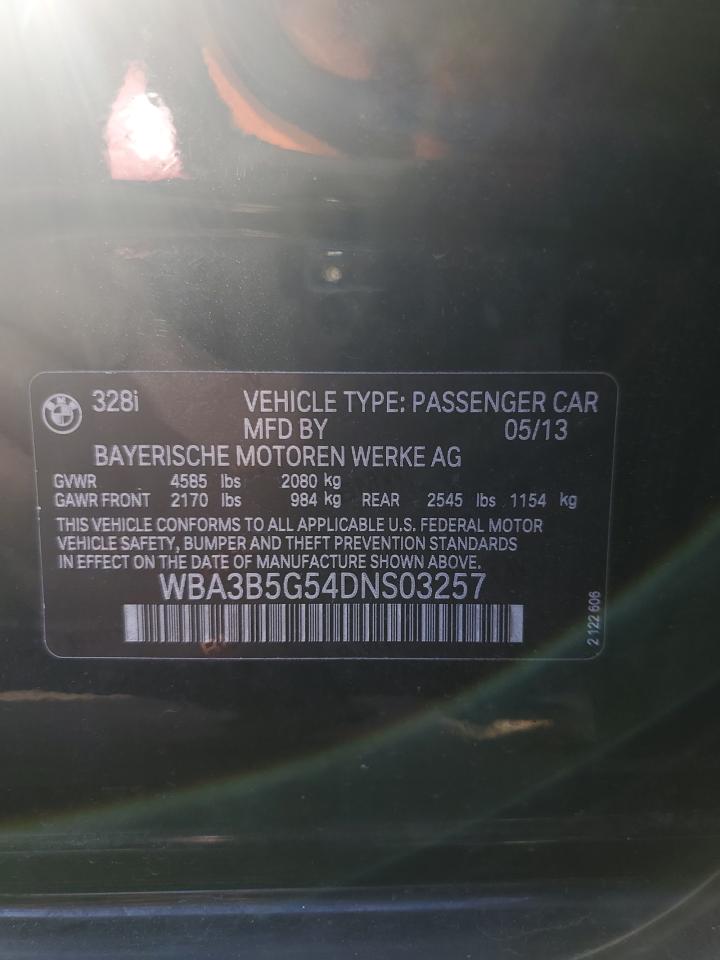 328i VEHICLE TYPE: PASSENGER CAR
MFD BY 05/13
BAYERISCHE MOTOREN WERKE AG
GVWR 4585 lbs 2080 kg
GAWR FRONT 2170 lbs 984 kg REAR 2545 lbs 1154 kg
THIS VEHICLE CONFORMS TO ALL APPLICABLE U.S. FEDERAL MOTOR
VEHICLE SAFETY, BUMPER AND THEFT PREVENTION STANDARDS
IN EFFECT ON THE DATE OF MANUFACTURE SHOWN ABOVE.
WBA3B5G54DNS03257
2 122 606